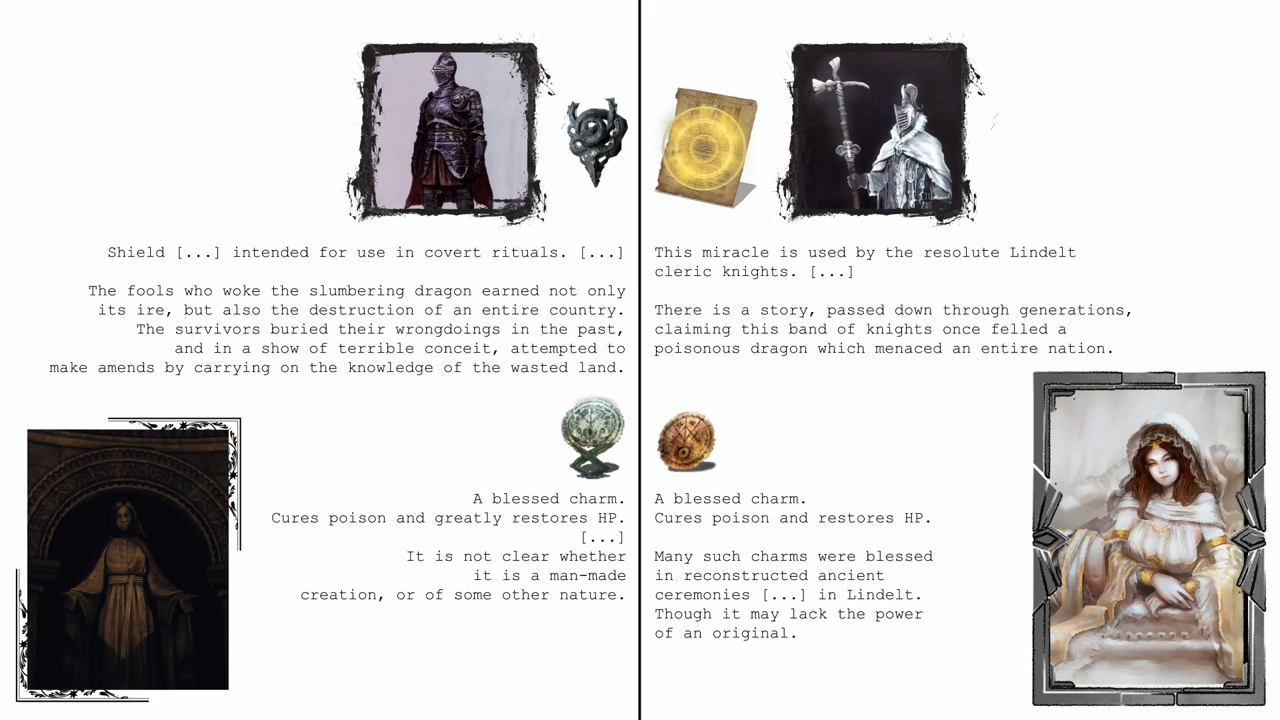 Shield [...] intended for use in covert rituals. [...]
The fools who woke the slumbering dragon earned not only
its ire, but also the destruction of an entire country.
The survivors buried their wrongdoings in the past,
and in a show of terrible conceit, attempted to
make amends by carrying on the knowledge of the wasted land.
A blessed charm.
Cures poison and greatly restores HP.
[...]
It is not clear whether
it is a man-made
creation, or of some other nature.
This miracle is used by the resolute Lindelt
cleric knights. [...]
There is a story, passed down through generations,
claiming this band of knights once felled a
poisonous dragon which menaced an entire nation.
A blessed charm.
Cures poison and restores HP.
Many such charms were blessed
in reconstructed ancient
ceremonies [...] in Lindelt.
Though it may lack the power
of an original.